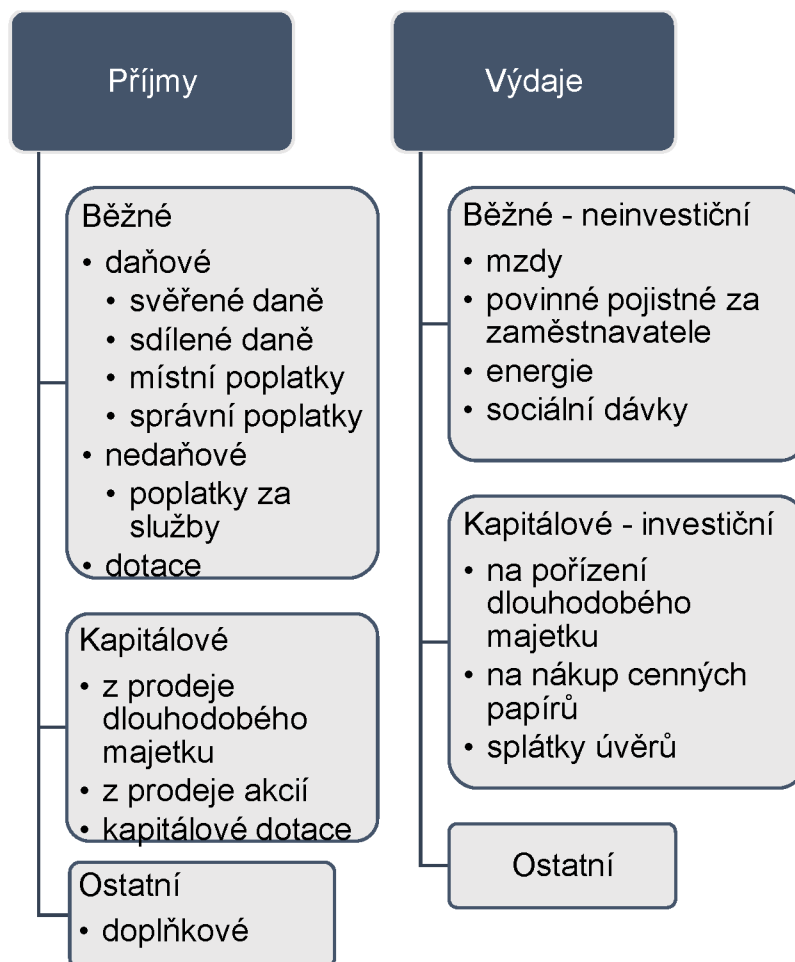 Příjmy
Běžné
• daňové
• svěřené daně
• sdílené daně
• místní poplatky
• správní poplatky
• nedaňové
• poplatky za
služby
• dotace
Kapitálové
• z prodeje
dlouhodobého
majetku
• z prodeje akcií
• kapitálové dotace
Ostatní
• doplňkové
Výdaje
Běžné - neinvestiční
• mzdy
• povinné pojistné za
zaměstnavatele
• energie
• sociální dávky
Kapitálové - investiční
• na pořízení
dlouhodobého
majetku
• na nákup cenných
papírů
• splátky úvěrů
Ostatní